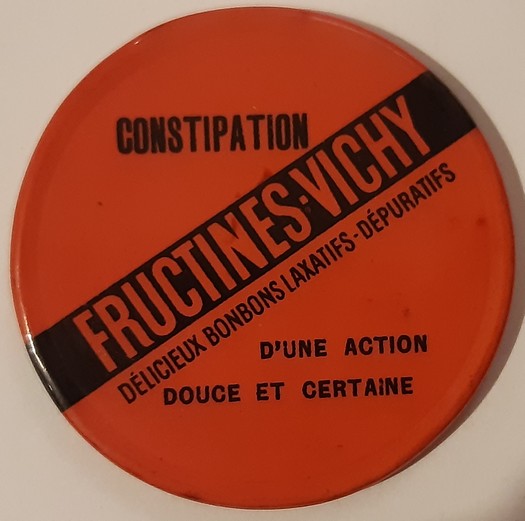 CONSTIPATION
FRUCTINES-VICHY
DÉLICIEUX BONBONS LAXATIFS-DÉPURATIFS
D'UNE ACTION
DOUCE ET CERTAINE